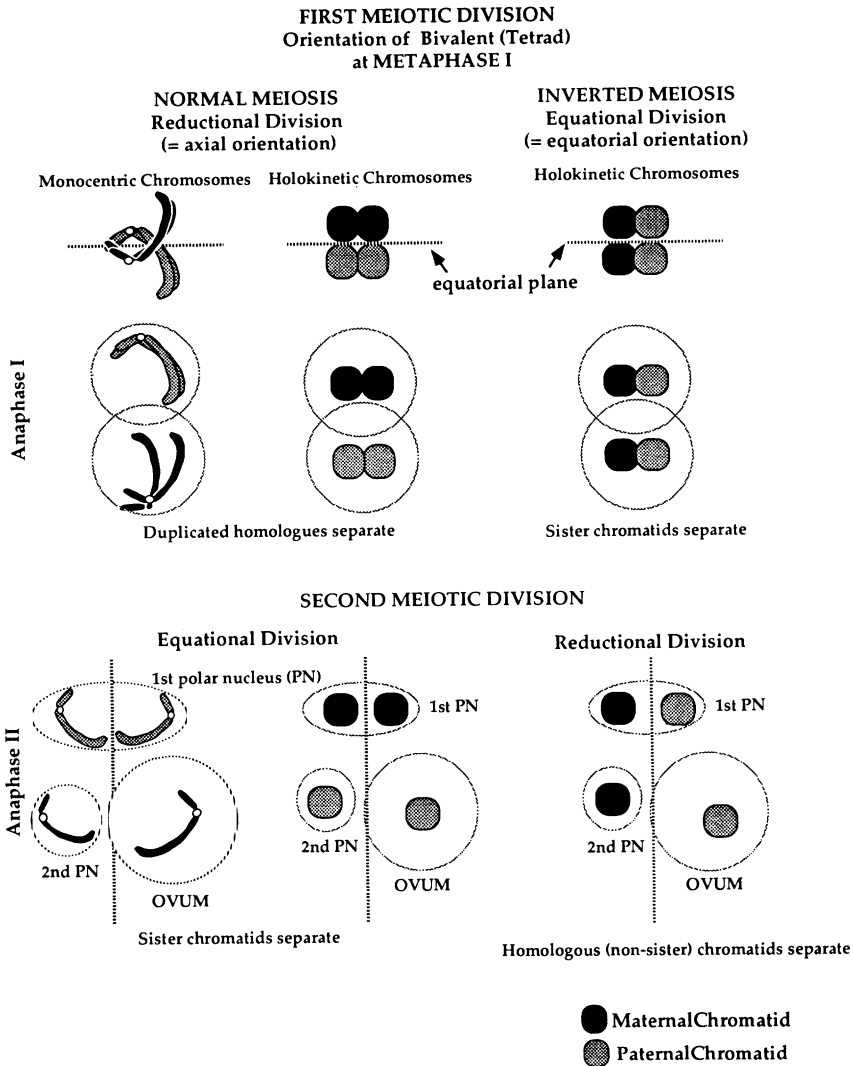 FIRST MEIOTIC DIVISION
Orientation of Bivalent (Tetrad)
at METAPHASE I
NORMAL MEIOSIS
Reductional Division
(= axial orientation)
INVERTED MEIOSIS
Equational Division
(= equatorial orientation)
Monocentric Chromosomes
Holokinetic Chromosomes
Holokinetic Chromosomes
equatorial plane
Anaphase I
Duplicated homologues separate
Sister chromatids separate
SECOND MEIOTIC DIVISION
Equational Division
Reductional Division
1st polar nucleus (PN)
1st PN
1st PN
Anaphase II
2nd PN
OVUM
2nd PN
OVUM
2nd PN
OVUM
Sister chromatids separate
Homologous (non-sister) chromatids separate
MaternalChromatid
PaternalChromatid